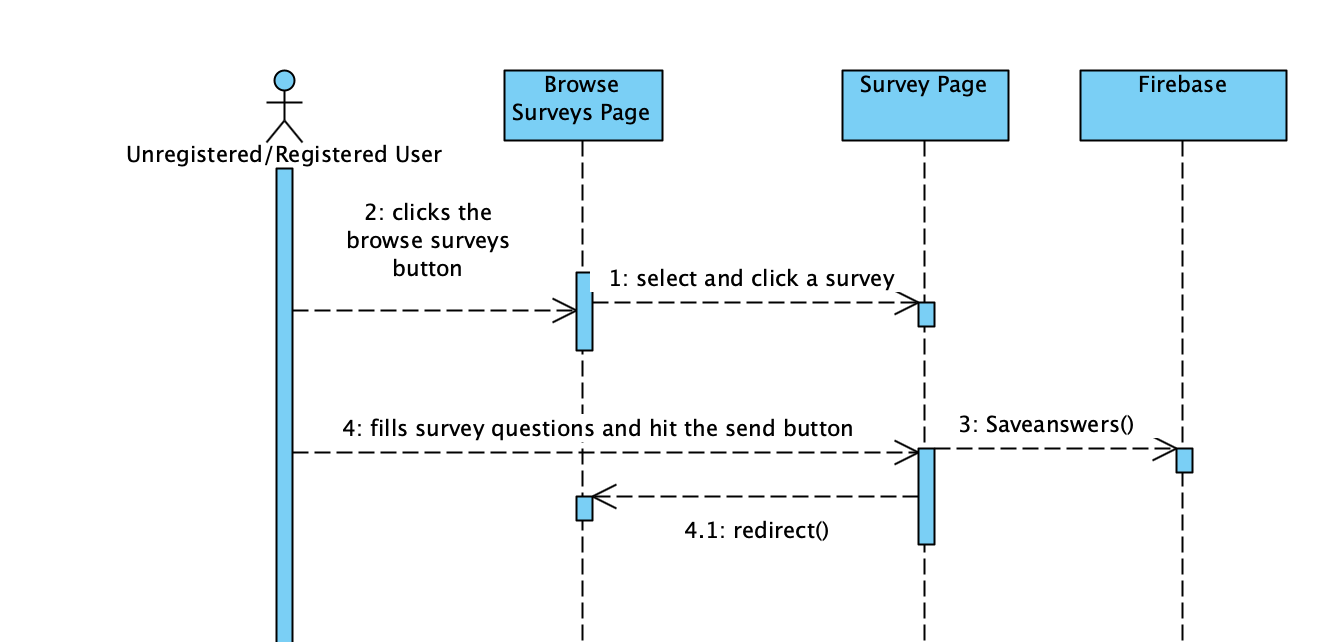 Browse
Surveys Page
Survey Page
Firebase
Unregistered/Registered User
2: clicks the
browse surveys
button
1: select and click a survey
4: fills survey questions and hit the send button
3: Saveanswers()
4.1: redirect()